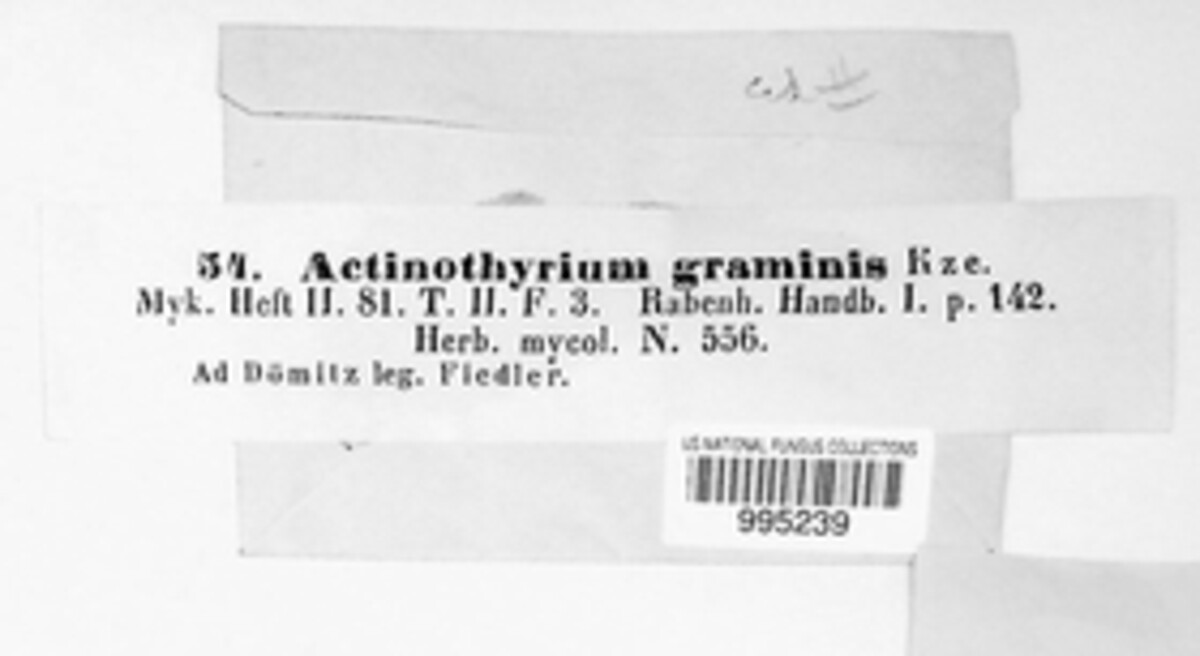 54. Actinothyrium graminis Kze.
Myk. Heft II. 81. T. II. F. 3. Rabenh. Handb. I. p. 142.
Herb. mycol. N. 556.
Ad Dömitz leg. Fiedler.
US NATIONAL FUNGUS COLLECTIONS
995239